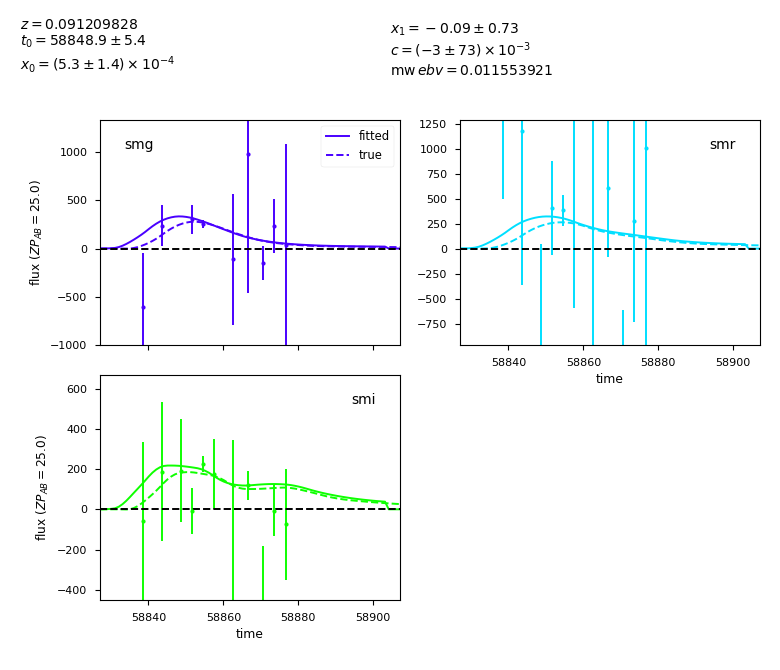 z = 0.091209828
t₀ = 58848.9 ± 5.4
x₀ = (5.3 ± 1.4) × 10⁻⁴
x₁ = −0.09 ± 0.73
c = (−3 ± 73) × 10⁻³
mw ebv = 0.011553921
smg
fitted
true
1000
500
0
−500
−1000
flux (ZP_AB = 25.0)
smr
1250
1000
750
500
250
0
−250
−500
−750
58840 58860 58880 58900
time
smi
600
400
200
0
−200
−400
flux (ZP_AB = 25.0)
58840 58860 58880 58900
time